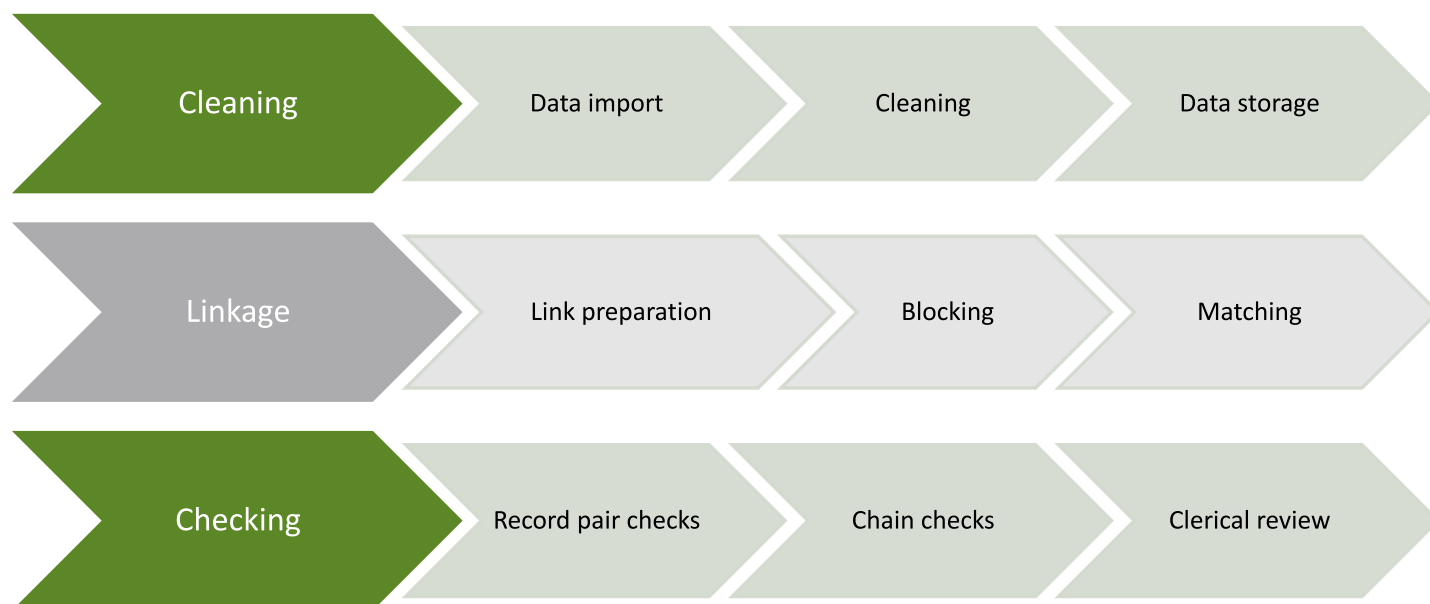 Cleaning
Data import
Cleaning
Data storage
Linkage
Link preparation
Blocking
Matching
Checking
Record pair checks
Chain checks
Clerical review